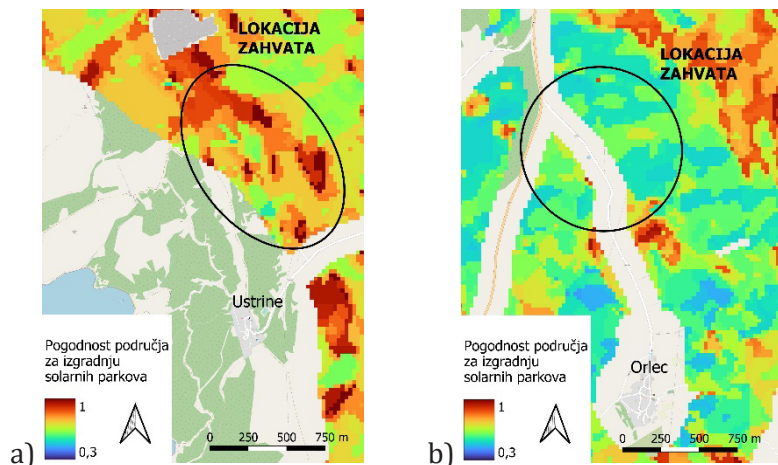 LOKACIJA
ZAHVATA
Ustrine
Pogodnost područja
za izgradnju
solarnih parkova
1
0,3
0 250 500 750 m
a)
LOKACIJA
ZAHVATA
Orlec
Pogodnost područja
za izgradnju
solarnih parkova
1
0,3
0 250 500 750 m
b)